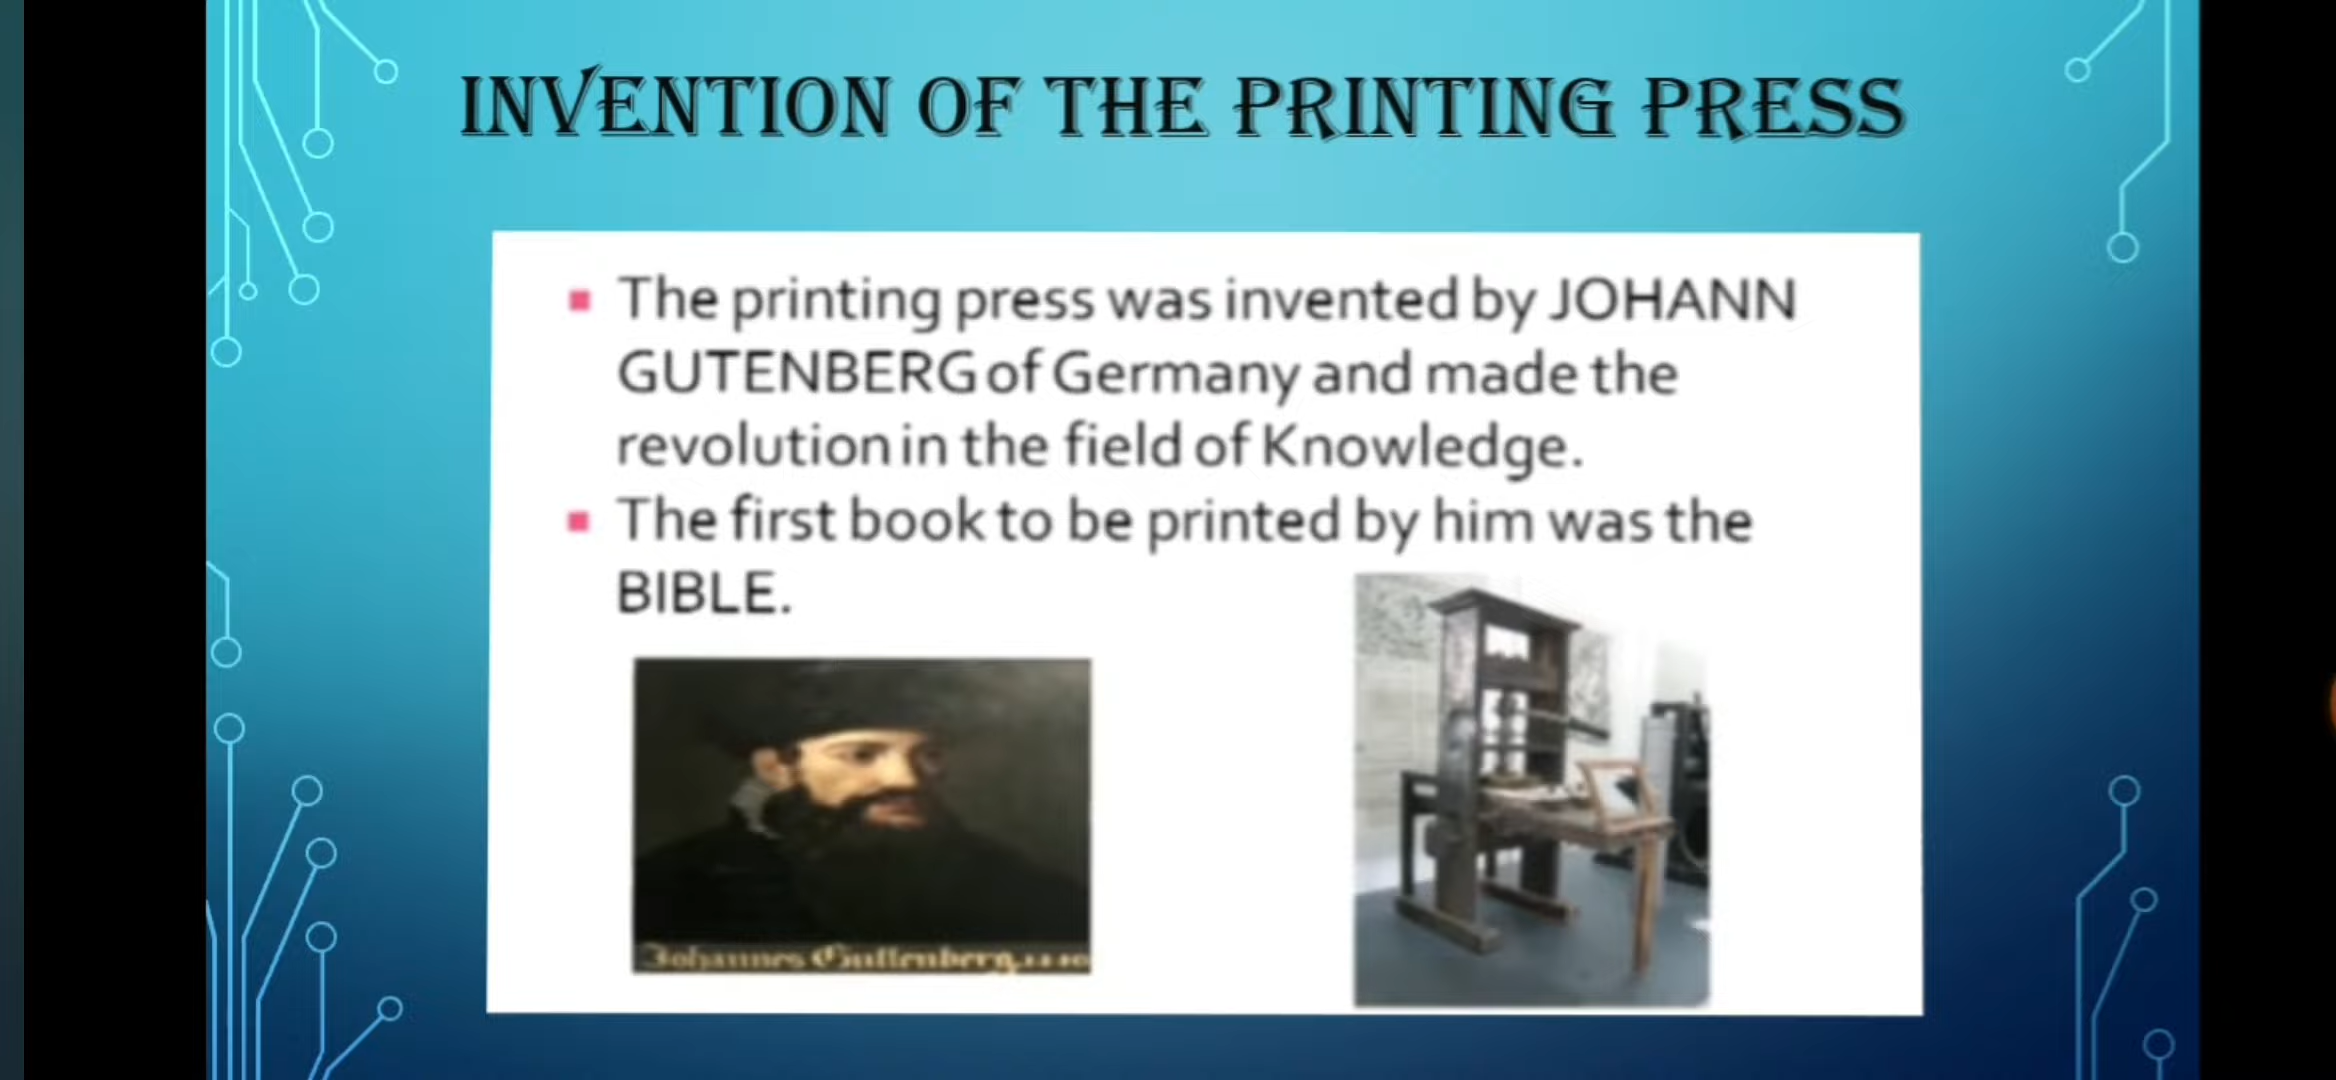 INVENTION OF THE PRINTING PRESS
The printing press was invented by JOHANN
GUTENBERG of Germany and made the
revolution in the field of Knowledge.
The first book to be printed by him was the
BIBLE.
Johannes Guttenberg